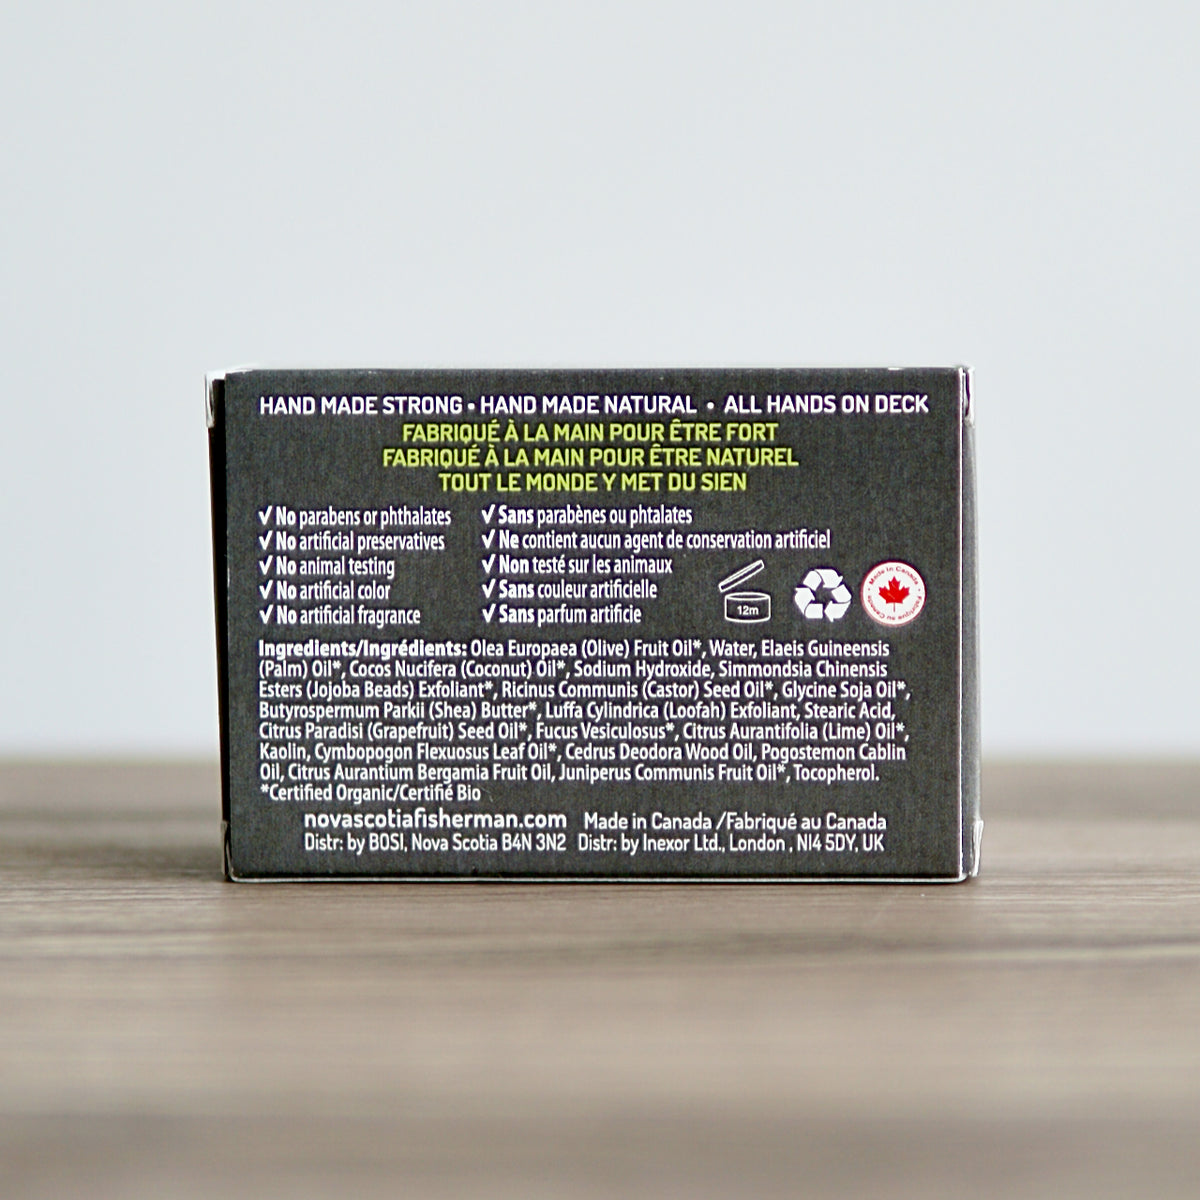 HAND MADE STRONG • HAND MADE NATURAL • ALL HANDS ON DECK
FABRIQUÉ À LA MAIN POUR ÊTRE FORT
FABRIQUÉ À LA MAIN POUR ÊTRE NATUREL
TOUT LE MONDE Y MET DU SIEN
✓ No parabens or phthalates
✓ No artificial preservatives
✓ No animal testing
✓ No artificial color
✓ No artificial fragrance
✓ Sans parabènes ou phtalates
✓ Ne contient aucun agent de conservation artificiel
✓ Non testé sur les animaux
✓ Sans couleur artificielle
✓ Sans parfum artificie
12m
Made in Canada
Fabriqué au Canada
Ingredients/Ingrédients: Olea Europaea (Olive) Fruit Oil*, Water, Elaeis Guineensis
(Palm) Oil*, Cocos Nucifera (Coconut) Oil*, Sodium Hydroxide, Simmondsia Chinensis
Esters (Jojoba Beads) Exfoliant*, Ricinus Communis (Castor) Seed Oil*, Glycine Soja Oil*,
Butyrospermum Parkii (Shea) Butter*, Luffa Cylindrica (Loofah) Exfoliant, Stearic Acid,
Citrus Paradisi (Grapefruit) Seed Oil*, Fucus Vesiculosus*, Citrus Aurantifolia (Lime) Oil*,
Kaolin, Cymbopogon Flexuosus Leaf Oil*, Cedrus Deodora Wood Oil, Pogostemon Cablin
Oil, Citrus Aurantium Bergamia Fruit Oil, Juniperus Communis Fruit Oil*, Tocopherol.
*Certified Organic/Certifié Bio
novascotiafisherman.com Made in Canada /Fabriqué au Canada
Distr: by BOSI, Nova Scotia B4N 3N2 Distr: by Inexor Ltd., London , N14 5DY, UK